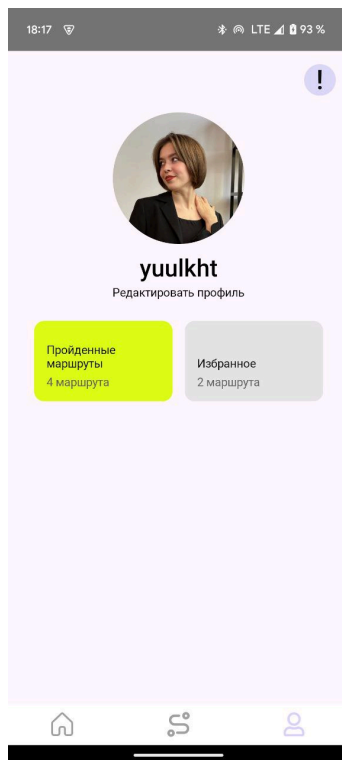 18:17 LTE 93 %
!
yuulkht
Редактировать профиль
Пройденные
маршруты
4 маршрута
Избранное
2 маршрута